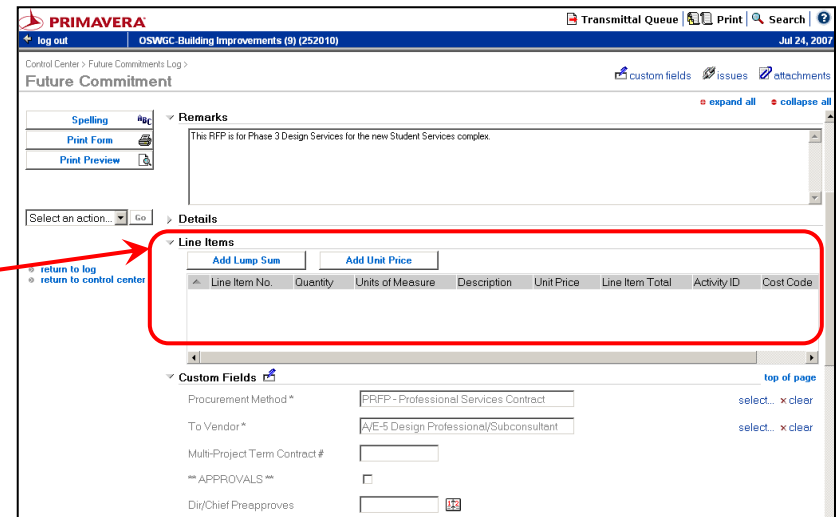 PRIMAVERA
Transmittal Queue Print Search ?
log out OSWGC-Building Improvements (9) (252010) Jul 24, 2007
Control Center > Future Commitments Log >
Future Commitment custom fields issues attachments
expand all collapse all
Spelling ABC
Print Form
Print Preview
Remarks
This RFP is for Phase 3 Design Services for the new Student Services complex.
Select an action... Go
Details
Line Items
Add Lump Sum Add Unit Price
return to log
return to control center
Line Item No. Quantity Units of Measure Description Unit Price Line Item Total Activity ID Cost Code
Custom Fields top of page
Procurement Method * PRFP - Professional Services Contract select... x clear
To Vendor * A/E-5 Design Professional/Subconsultant select... x clear
Multi-Project Term Contract #
** APPROVALS **
Dir/Chief Preapproves